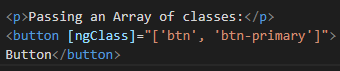 <p>Passing an Array of classes:</p>
<button [ngClass]="['btn', 'btn-primary']">
Button</button>